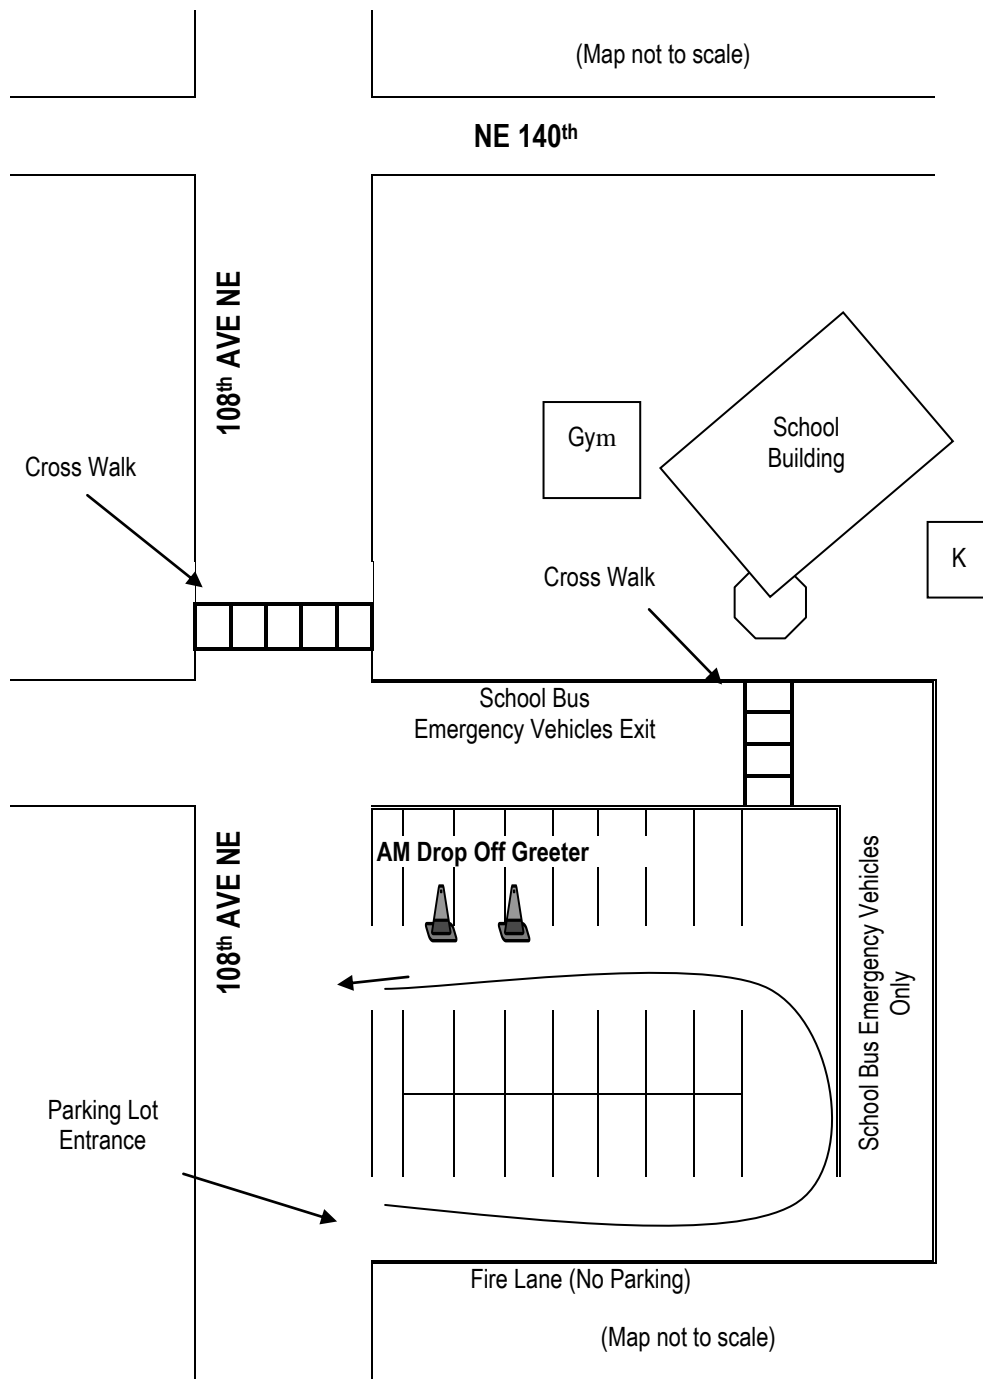 (Map not to scale)
NE 140th
108th AVE NE
Gym
School
Building
Cross Walk
K
Cross Walk
School Bus
Emergency Vehicles Exit
AM Drop Off Greeter
108th AVE NE
School Bus Emergency Vehicles
Only
Parking Lot
Entrance
Fire Lane (No Parking)
(Map not to scale)